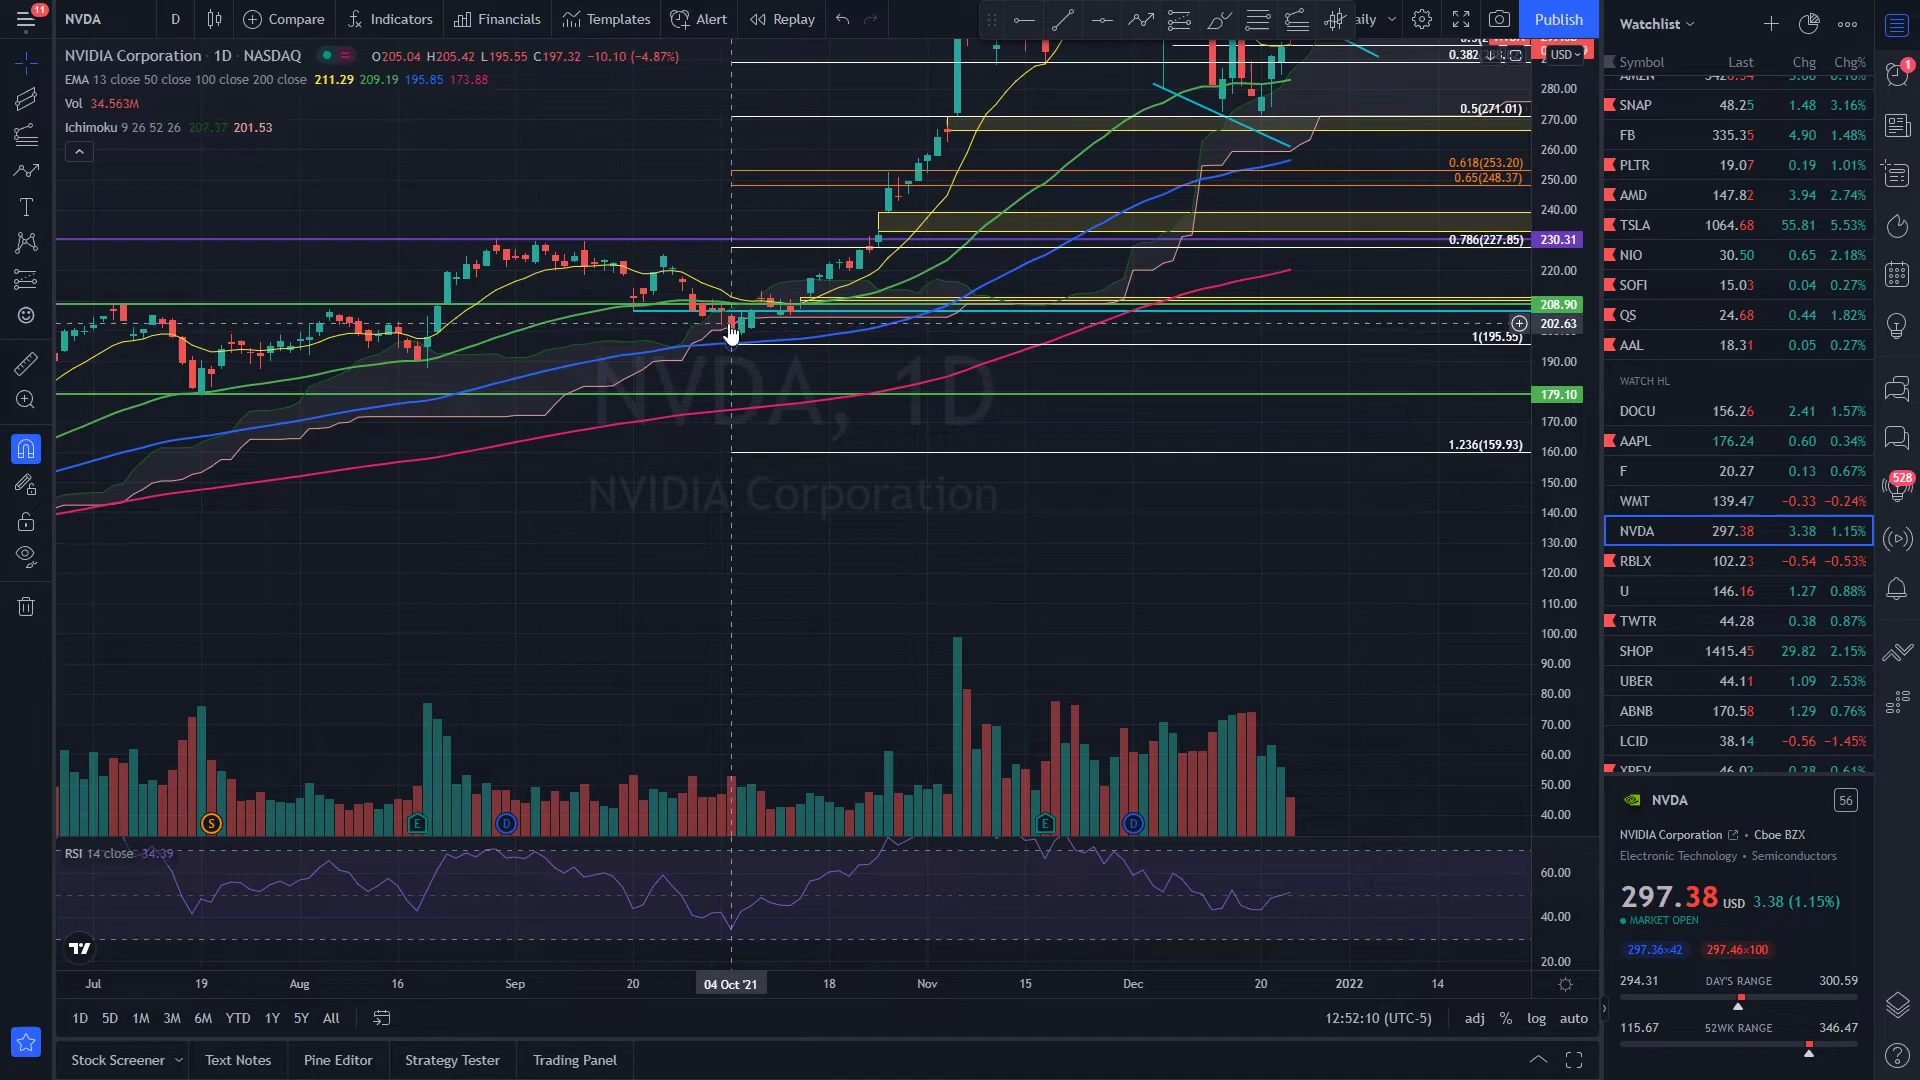 11
NVDA D Compare Indicators Financials Templates Alert Replay aily Publish
NVIDIA Corporation · 1D · NASDAQ O205.04 H205.42 L195.55 C197.32 −10.10 (−4.87%)
EMA 13 close 50 close 100 close 200 close 211.29 209.19 195.85 173.88
Vol 34.563M
Ichimoku 9 26 52 26 207.37 201.53
USD
0.382
0.5(271.01)
0.618(253.20)
0.65(248.37)
0.786(227.85)
1(195.55)
1.236(159.93)
280.00
270.00
260.00
250.00
240.00
230.31
220.00
208.90
202.63
190.00
179.10
170.00
160.00
150.00
140.00
130.00
120.00
110.00
100.00
90.00
80.00
70.00
60.00
50.00
40.00
NVDA, 1D
NVIDIA Corporation
S E D E D
RSI 14 close 34.39
60.00
40.00
20.00
Jul 19 Aug 16 Sep 20 04 Oct '21 18 Nov 15 Dec 20 2022 14
1D 5D 1M 3M 6M YTD 1Y 5Y All 12:52:10 (UTC-5) adj % log auto
Stock Screener Text Notes Pine Editor Strategy Tester Trading Panel
Watchlist
Symbol Last Chg Chg%
SNAP 48.25 1.48 3.16%
FB 335.35 4.90 1.48%
PLTR 19.07 0.19 1.01%
AMD 147.82 3.94 2.74%
TSLA 1064.68 55.81 5.53%
NIO 30.50 0.65 2.18%
SOFI 15.03 0.04 0.27%
QS 24.68 0.44 1.82%
AAL 18.31 0.05 0.27%
WATCH HL
DOCU 156.26 2.41 1.57%
AAPL 176.24 0.60 0.34%
F 20.27 0.13 0.67%
WMT 139.47 −0.33 −0.24%
NVDA 297.38 3.38 1.15%
RBLX 102.23 −0.54 −0.53%
U 146.16 1.27 0.88%
TWTR 44.28 0.38 0.87%
SHOP 1415.45 29.82 2.15%
UBER 44.11 1.09 2.53%
ABNB 170.58 1.29 0.76%
LCID 38.14 −0.56 −1.45%
NVDA 56
NVIDIA Corporation • Cboe BZX
Electronic Technology • Semiconductors
297.38 USD 3.38 (1.15%)
MARKET OPEN
297.36×42 297.46×100
294.31 DAY'S RANGE 300.59
115.67 52WK RANGE 346.47
1
528